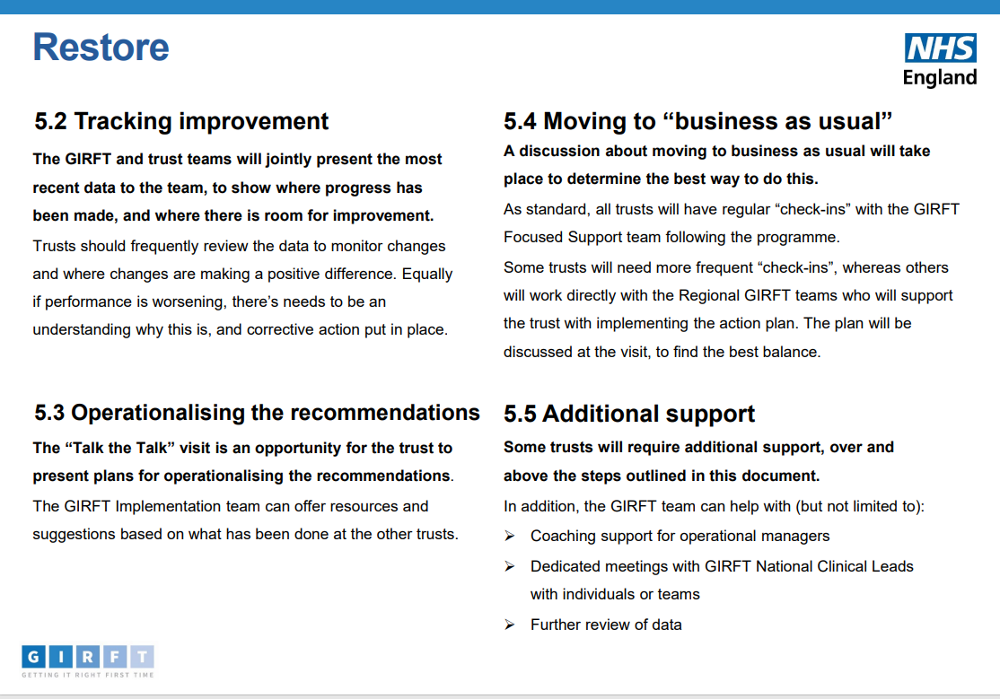 Restore
NHS
England
5.2 Tracking improvement
The GIRFT and trust teams will jointly present the most
recent data to the team, to show where progress has
been made, and where there is room for improvement.
Trusts should frequently review the data to monitor changes
and where changes are making a positive difference. Equally
if performance is worsening, there’s needs to be an
understanding why this is, and corrective action put in place.
5.3 Operationalising the recommendations
The “Talk the Talk” visit is an opportunity for the trust to
present plans for operationalising the recommendations.
The GIRFT Implementation team can offer resources and
suggestions based on what has been done at the other trusts.
5.4 Moving to “business as usual”
A discussion about moving to business as usual will take
place to determine the best way to do this.
As standard, all trusts will have regular “check-ins” with the GIRFT
Focused Support team following the programme.
Some trusts will need more frequent “check-ins”, whereas others
will work directly with the Regional GIRFT teams who will support
the trust with implementing the action plan. The plan will be
discussed at the visit, to find the best balance.
5.5 Additional support
Some trusts will require additional support, over and
above the steps outlined in this document.
In addition, the GIRFT team can help with (but not limited to):
➢ Coaching support for operational managers
➢ Dedicated meetings with GIRFT National Clinical Leads
with individuals or teams
➢ Further review of data
GIRFT
GETTING IT RIGHT FIRST TIME